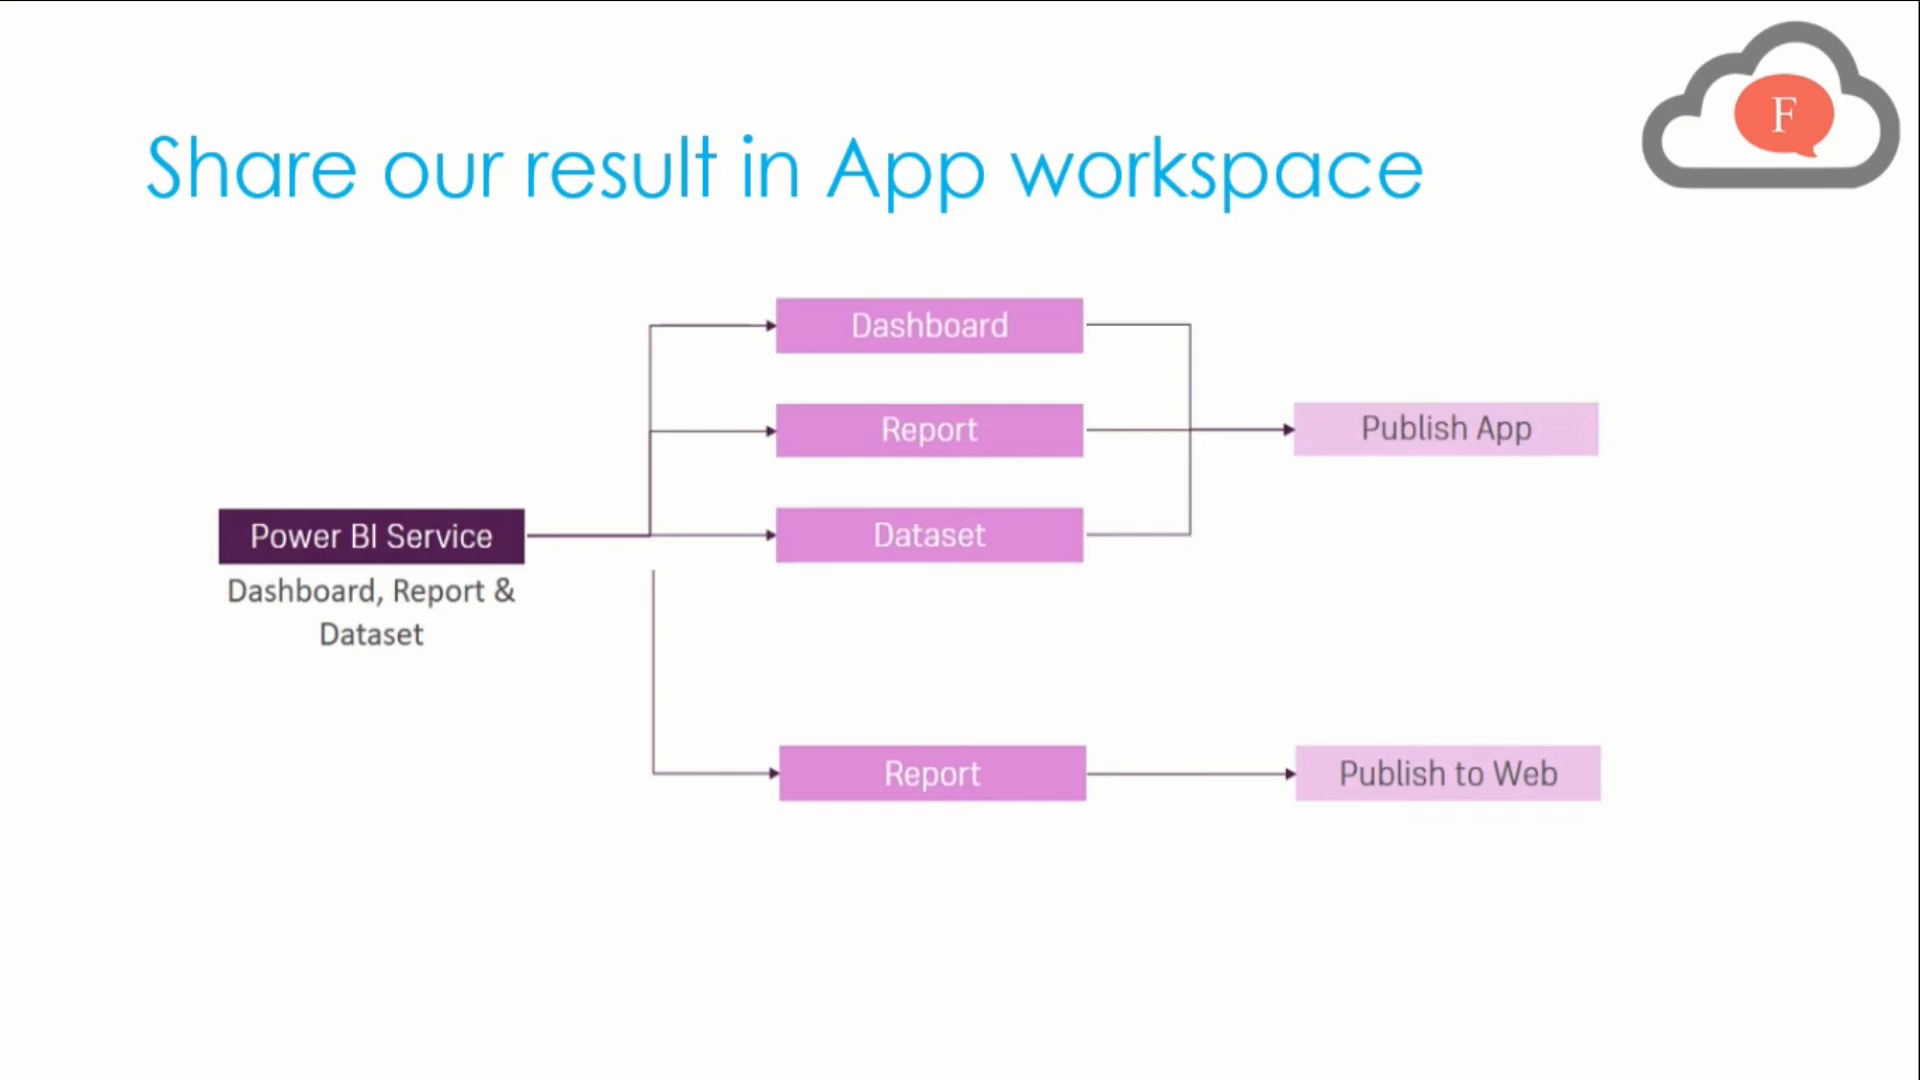 F
Share our result in App workspace
Dashboard
Report
Publish App
Dataset
Power BI Service
Dashboard, Report &
Dataset
Report
Publish to Web